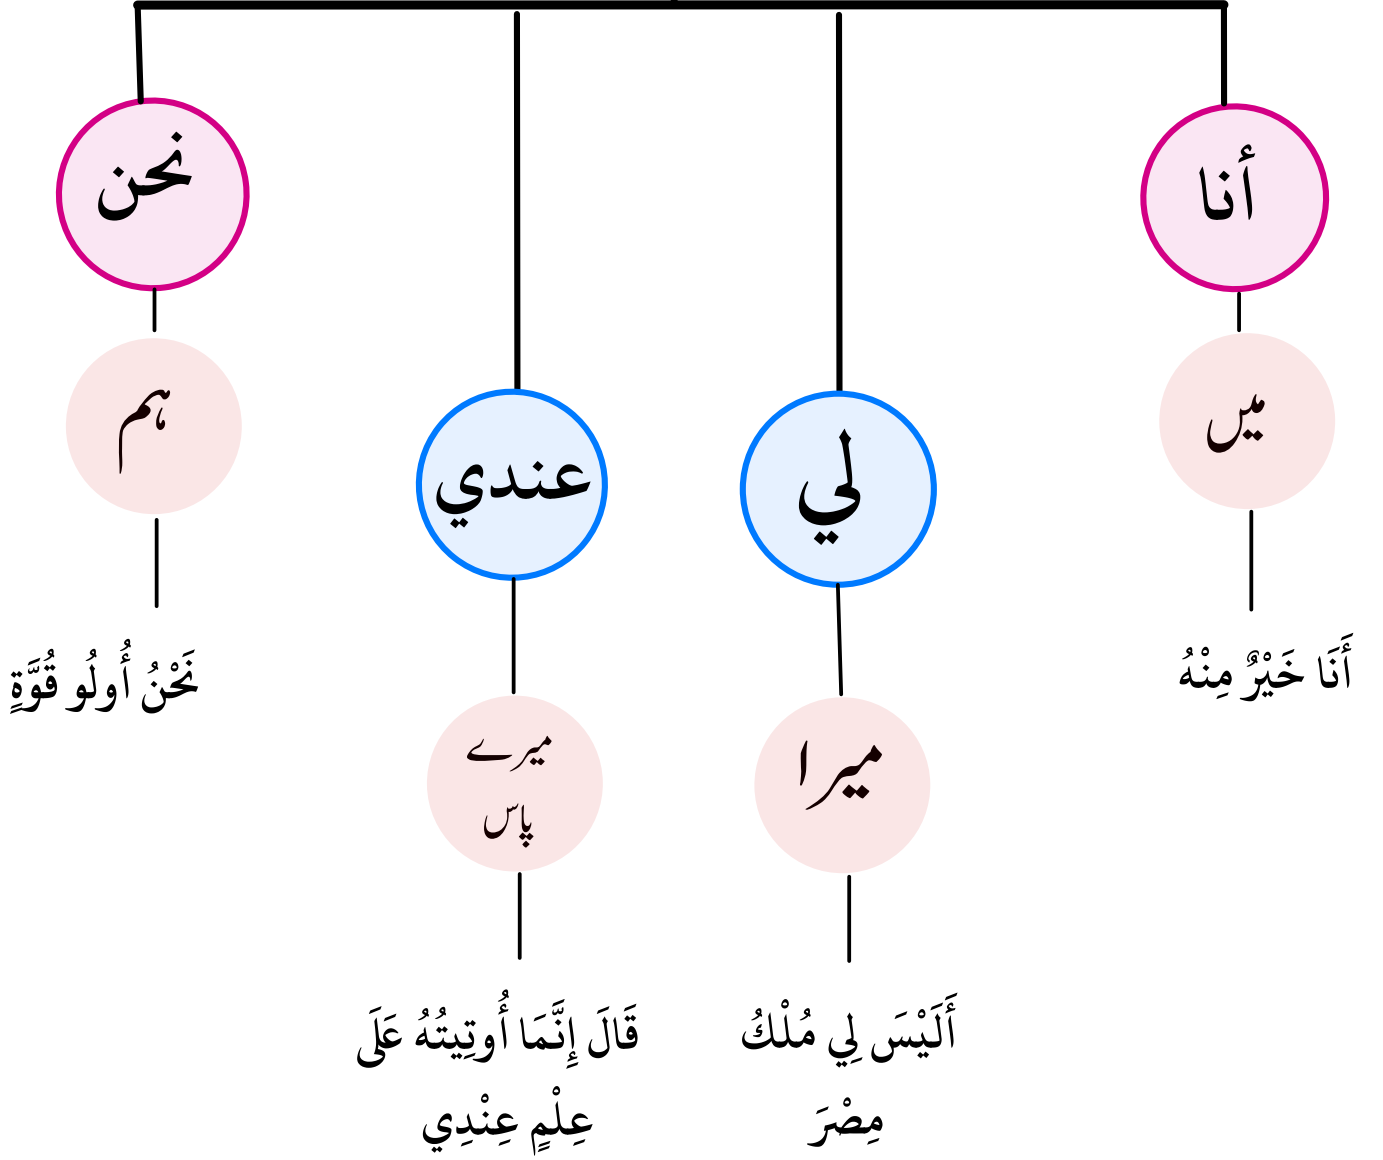 أنا
نحن
میں
ہم
لي
عندي
أَنَا خَيْرٌ مِنْهُ
نَحْنُ أُولُو قُوَّةٍ
میرا
میرے
پاس
أَلَيْسَ لِي مُلْكُ
مِصْرَ
قَالَ إِنَّمَا أُوتِيتُهُ عَلَى
عِلْمٍ عِنْدِي